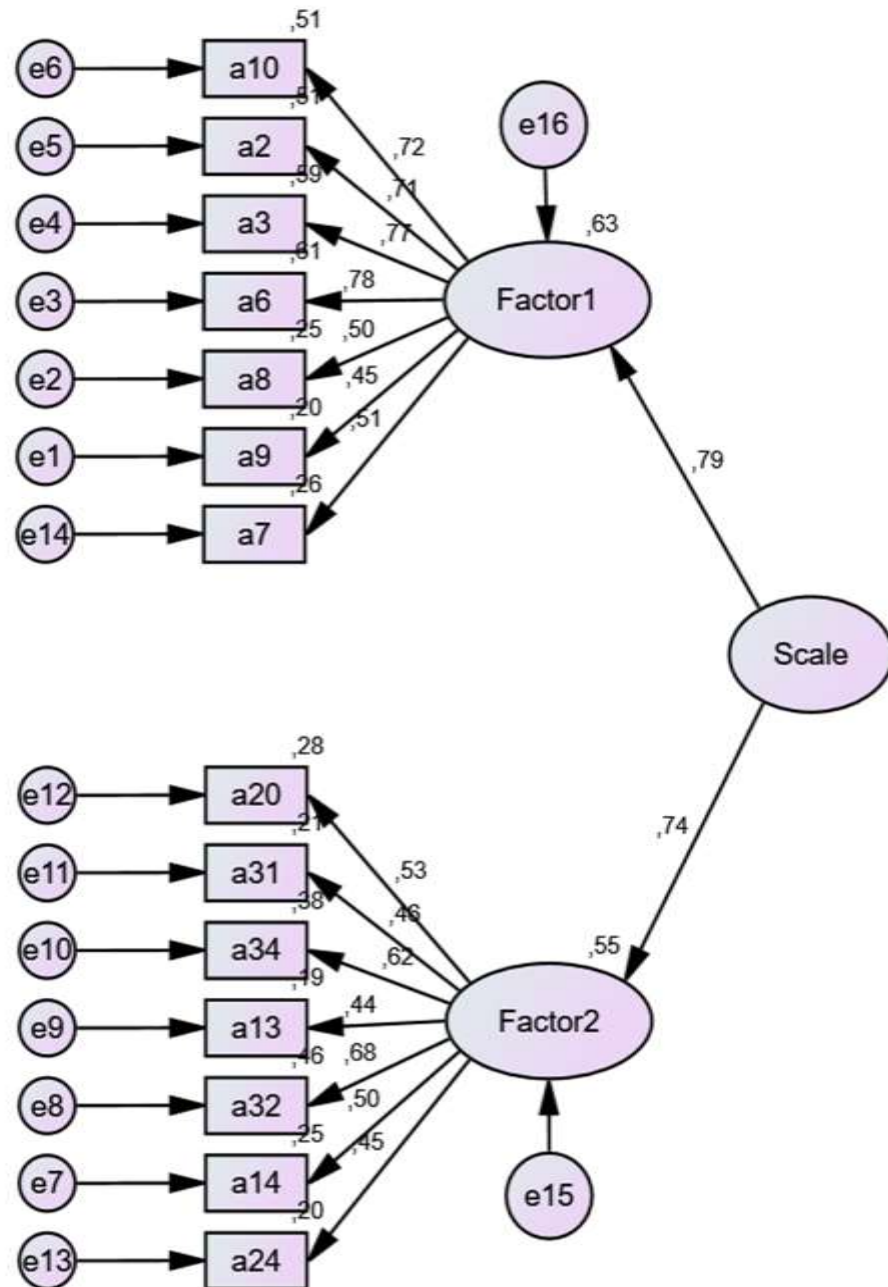 ,51
e6 a10
,51
e16
e5 a2
,72
,59
,71
e4 a3
,77
,63
,61
e3 a6
,78
Factor1
,25
,50
e2 a8
,45
,20
,51
e1 a9
,79
,26
e14 a7
Scale
,28
e12 a20
,21
,74
e11 a31
,53
,38
,46
e10 a34
,62
,55
,19
e9 a13
,44
Factor2
,46
,68
e8 a32
,50
,25
,45
e7 a14
e15
,20
e13 a24